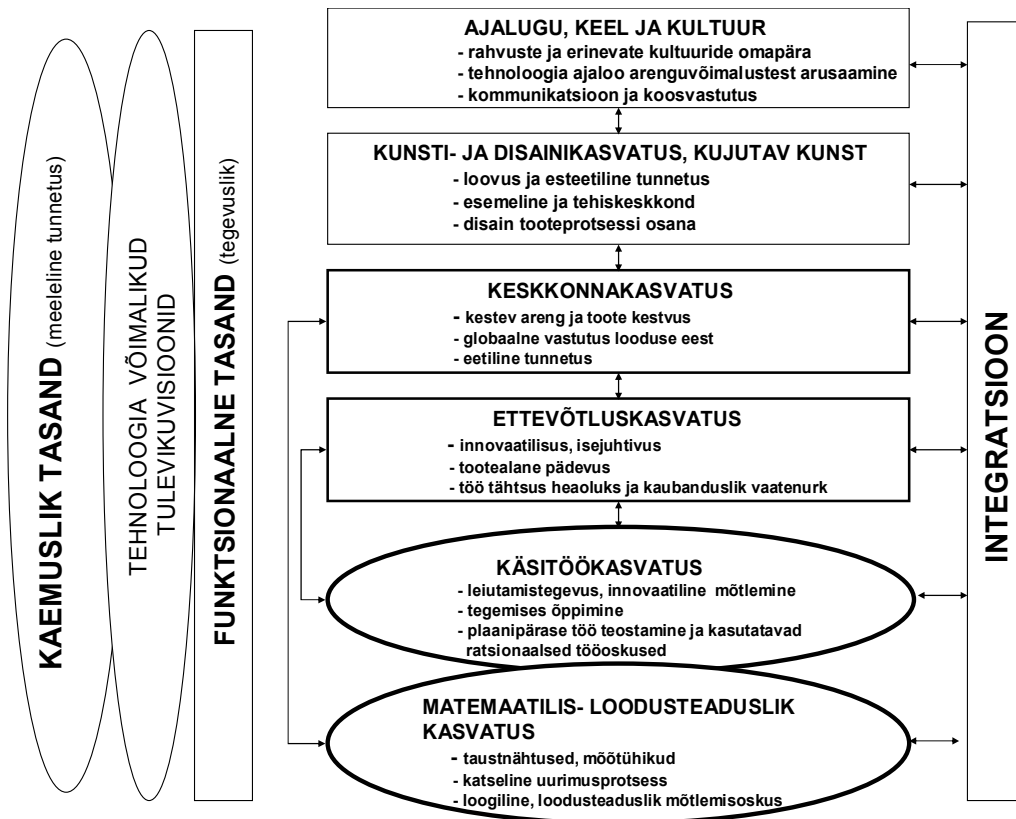 KAEMUSLIK TASAND (meeleline tunnetus)
TEHNOLOOGIA VÕIMALIKUD
TULEVIKUVISIOONID
FUNKTSIONAALNE TASAND (tegevuslik)
AJALUGU, KEEL JA KULTUUR
- rahvuste ja erinevate kultuuride omapära
- tehnoloogia ajaloo arenguvõimalustest arusaamine
- kommunikatsioon ja koosvastutus
KUNSTI- JA DISAINIKASVATUS, KUJUTAV KUNST
- loovus ja esteetiline tunnetus
- esemeline ja tehiskeskkond
- disain tooteprotsessi osana
KESKKONNAKASVATUS
- kestev areng ja toote kestvus
- globaalne vastutus looduse eest
- eetiline tunnetus
ETTEVÕTLUSKASVATUS
- innovaatilisus, isejuhtivus
- tootealane pädevus
- töö tähtsus heaoluks ja kaubanduslik vaatenurk
KÄSITÖÖKASVATUS
- leiutamistegevus, innovaatiline mõtlemine
- tegemises õppimine
- plaanipärase töö teostamine ja kasutatavad
ratsionaalsed tööoskused
MATEMAATILIS- LOODUSTEADUSLIK
KASVATUS
- taustnähtused, mõõtühikud
- katseline uurimusprotsess
- loogiline, loodusteaduslik mõtlemisoskus
INTEGRATSIOON